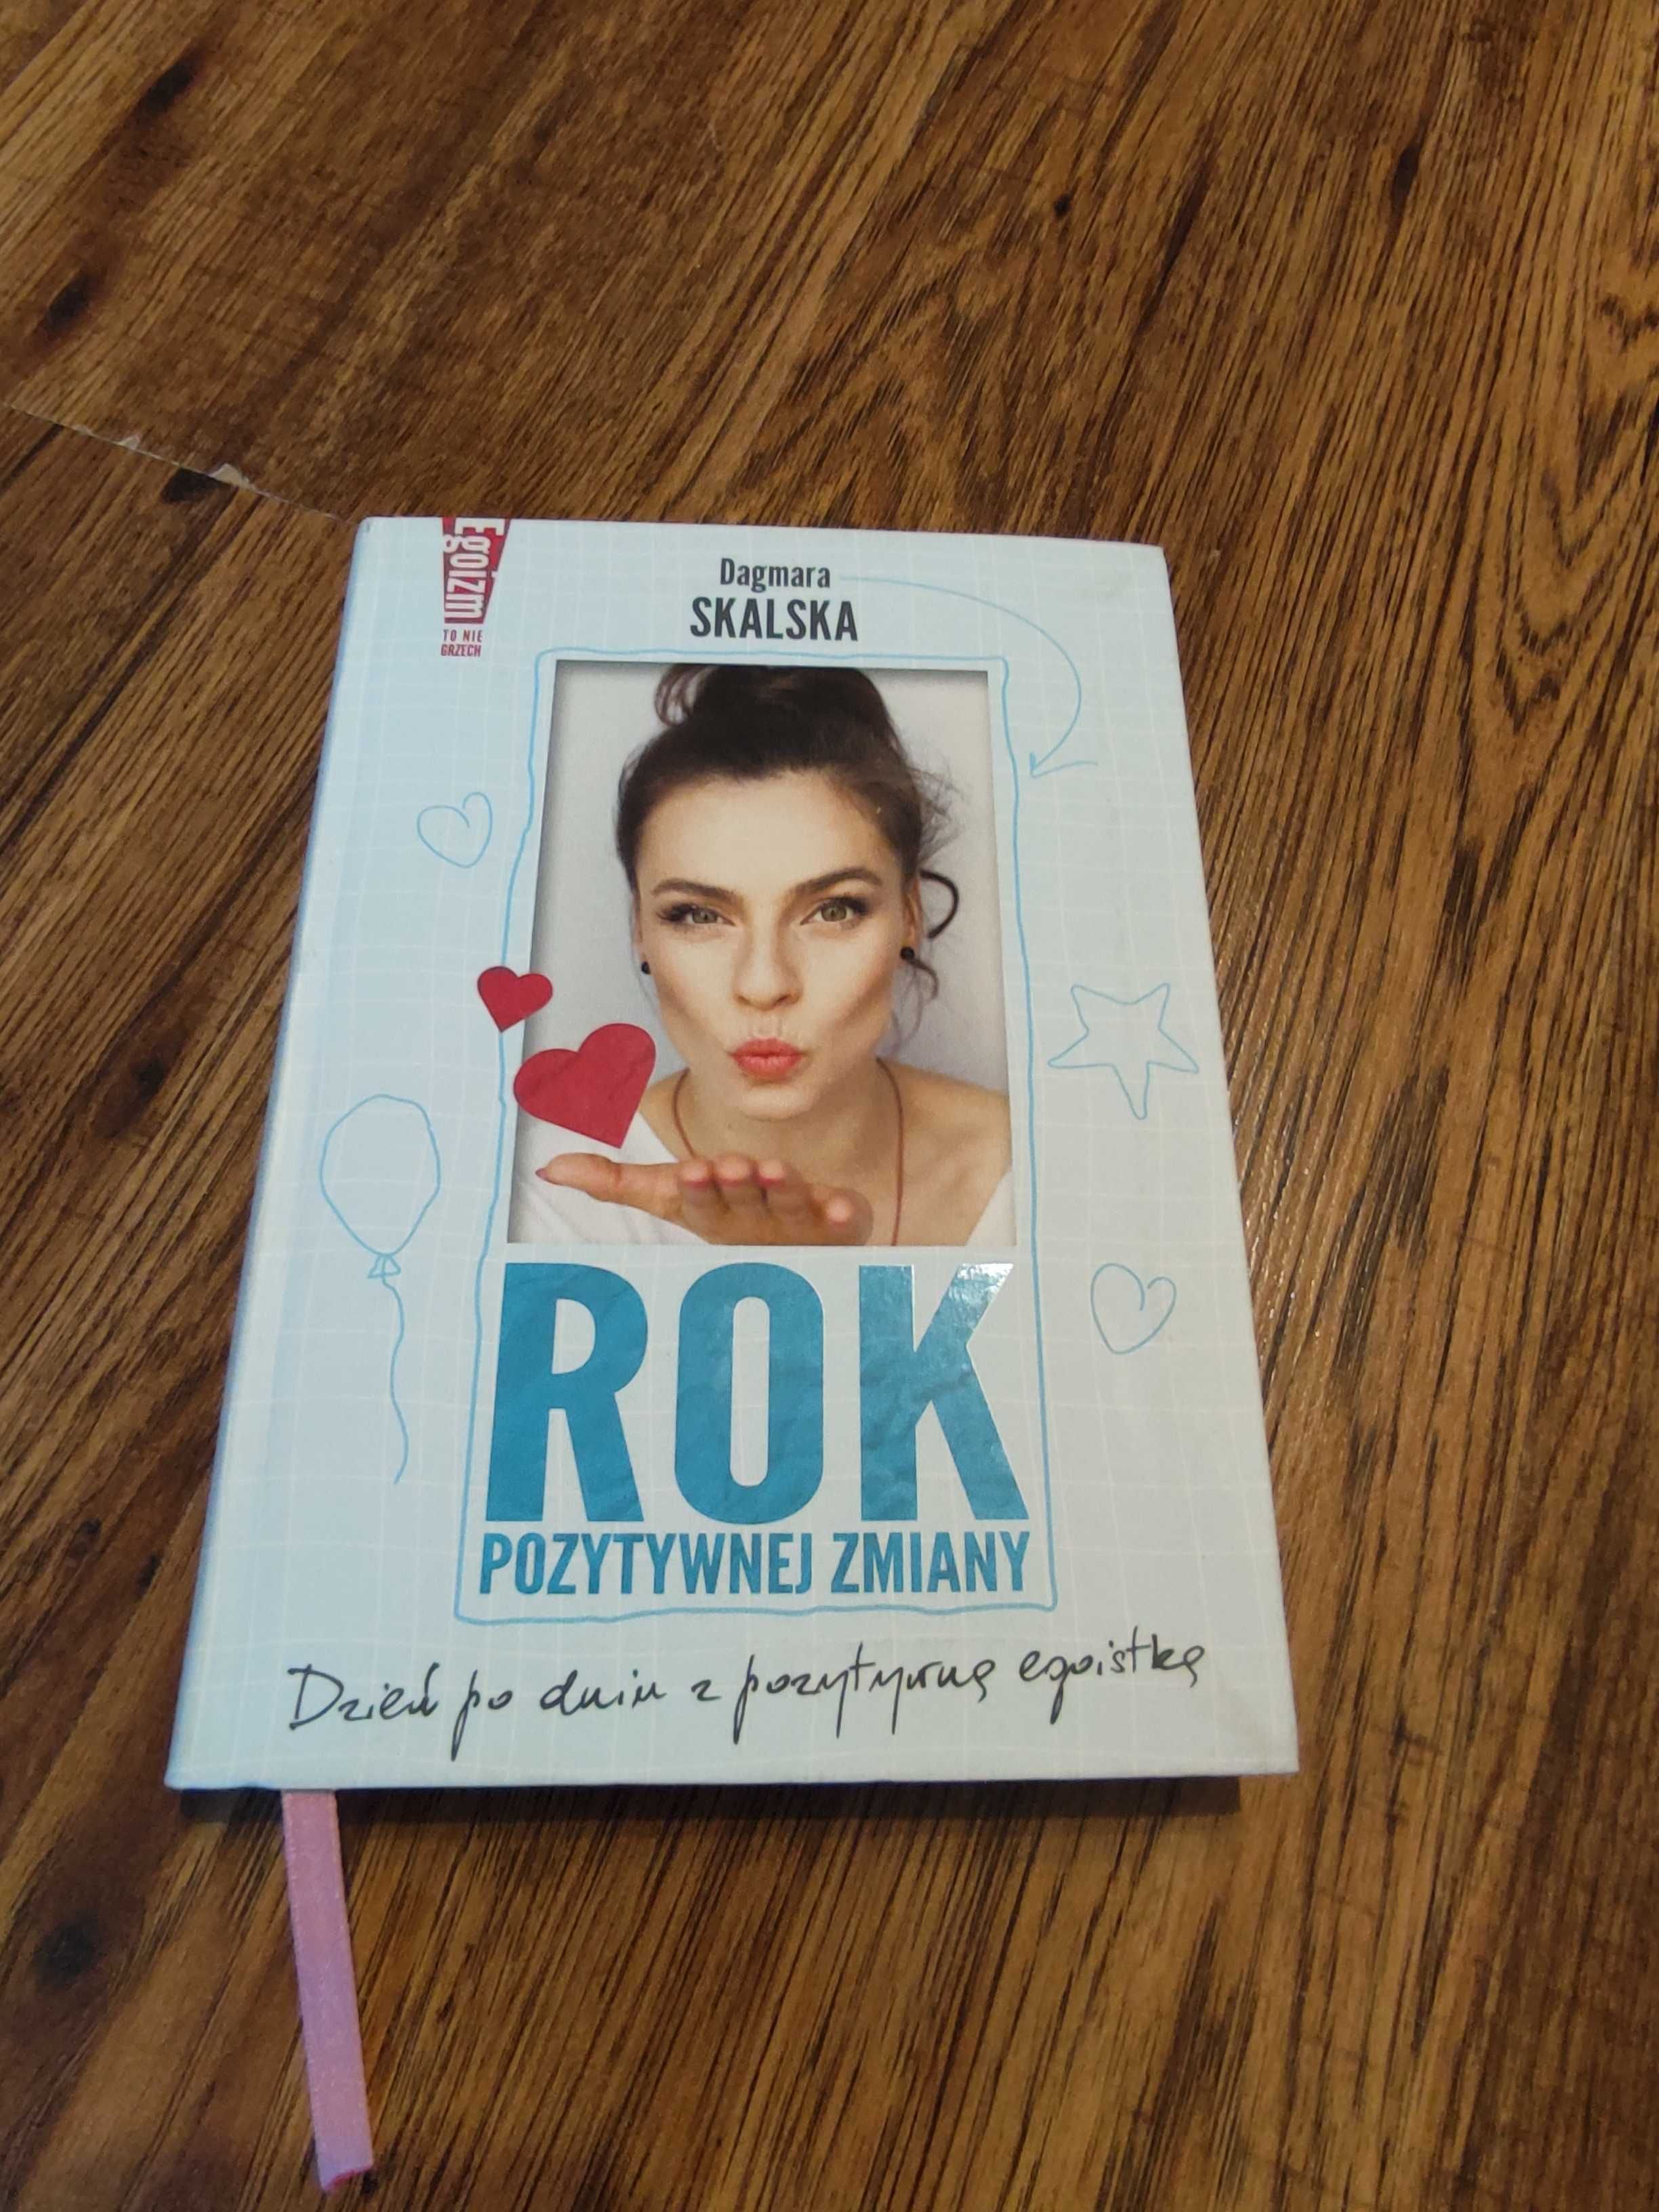 Egoizm
TO NIE
GRZECH
Dagmara
SKALSKA
ROK
POZYTYWNEJ ZMIANY
Dzień po dniu z pozytywną egoistką